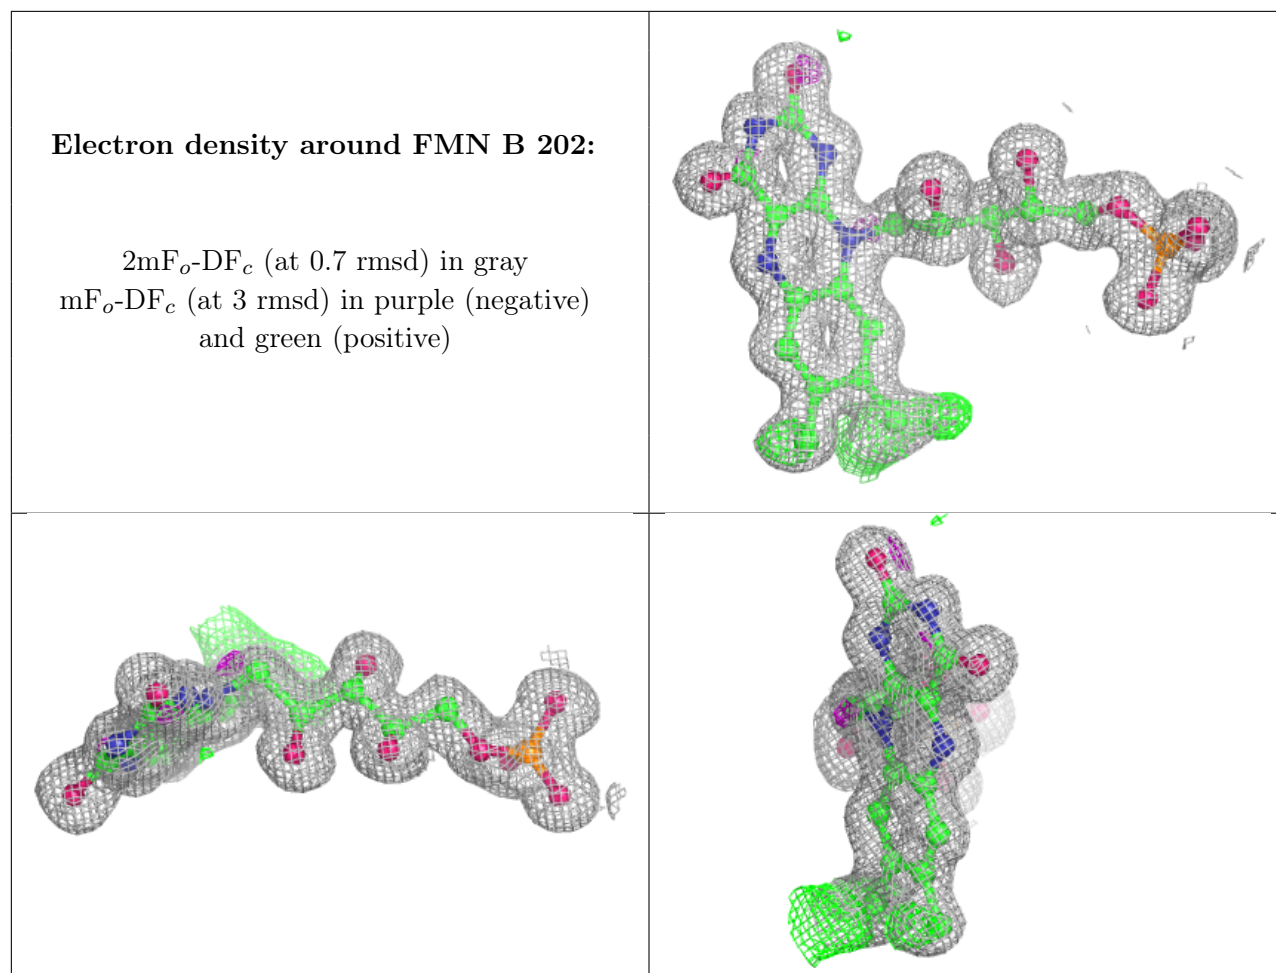 Electron density around FMN B 202:
2mFo-DFc (at 0.7 rmsd) in gray
mFo-DFc (at 3 rmsd) in purple (negative)
and green (positive)